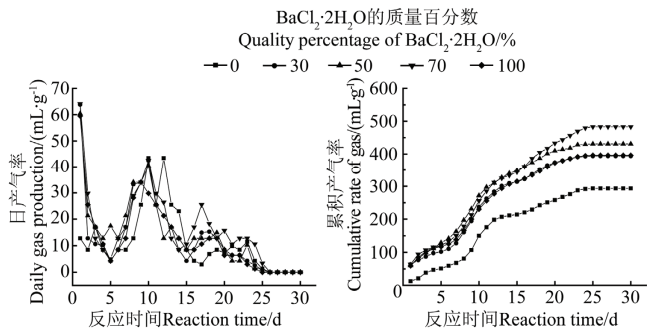 BaCl₂·2H₂O的质量百分数
Quality percentage of BaCl₂·2H₂O/%
0 30 50 70 100
日产气率
Daily gas production/(mL·g⁻¹)
70
60
50
40
30
20
10
0
0 5 10 15 20 25 30
反应时间Reaction time/d
累积产气率
Cumulative rate of gas/(mL·g⁻¹)
600
500
400
300
200
100
0
0 5 10 15 20 25 30
反应时间Reaction time/d